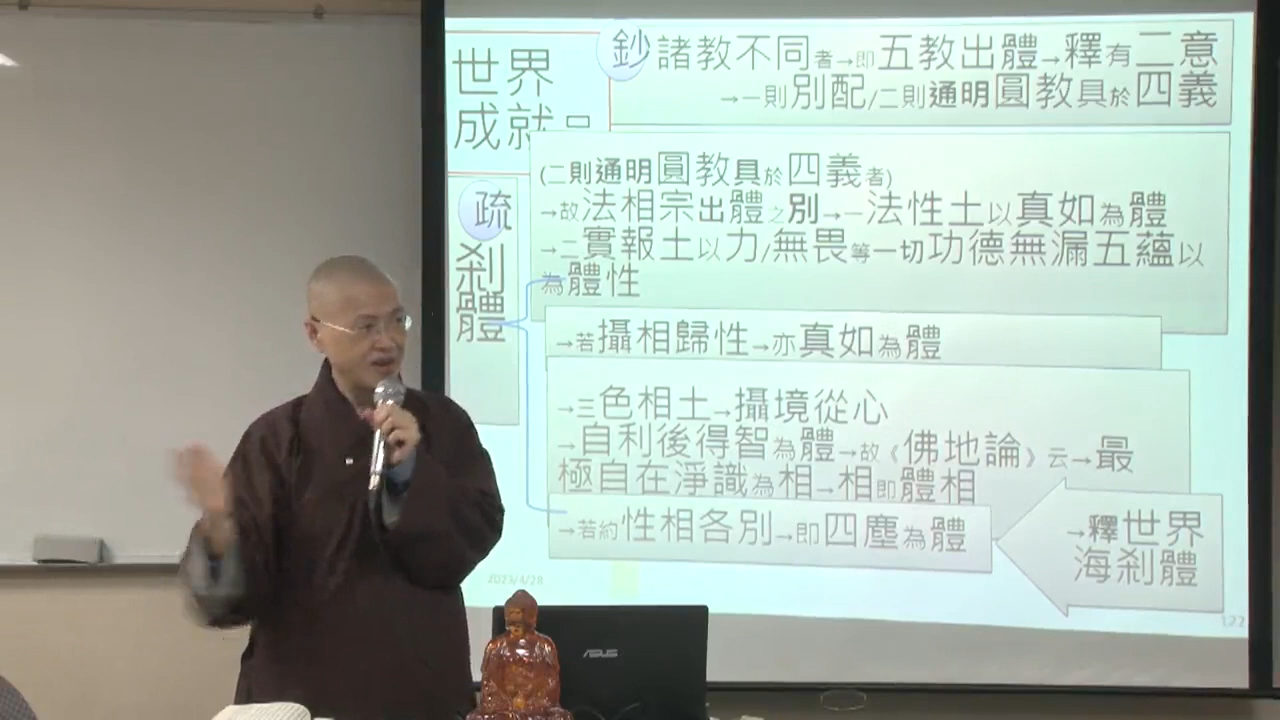 世界
成就品
鈔 諸教不同者→即五教出體→釋有二意
→一則別配/二則通明圓教具於四義
疏
剎
體
(二則通明圓教具於四義者)
→故法相宗出體之別→一法性土以真如為體
→二實報土以力/無畏等一切功德無漏五蘊以
為體性
→若攝相歸性→亦真如為體
→三色相土→攝境從心
→自利後得智為體→故《佛地論》云→最
極自在淨識為相→相即體相
→若約性相各別→即四塵為體
→釋世界
海剎體
2023/4/28
122
ASUS